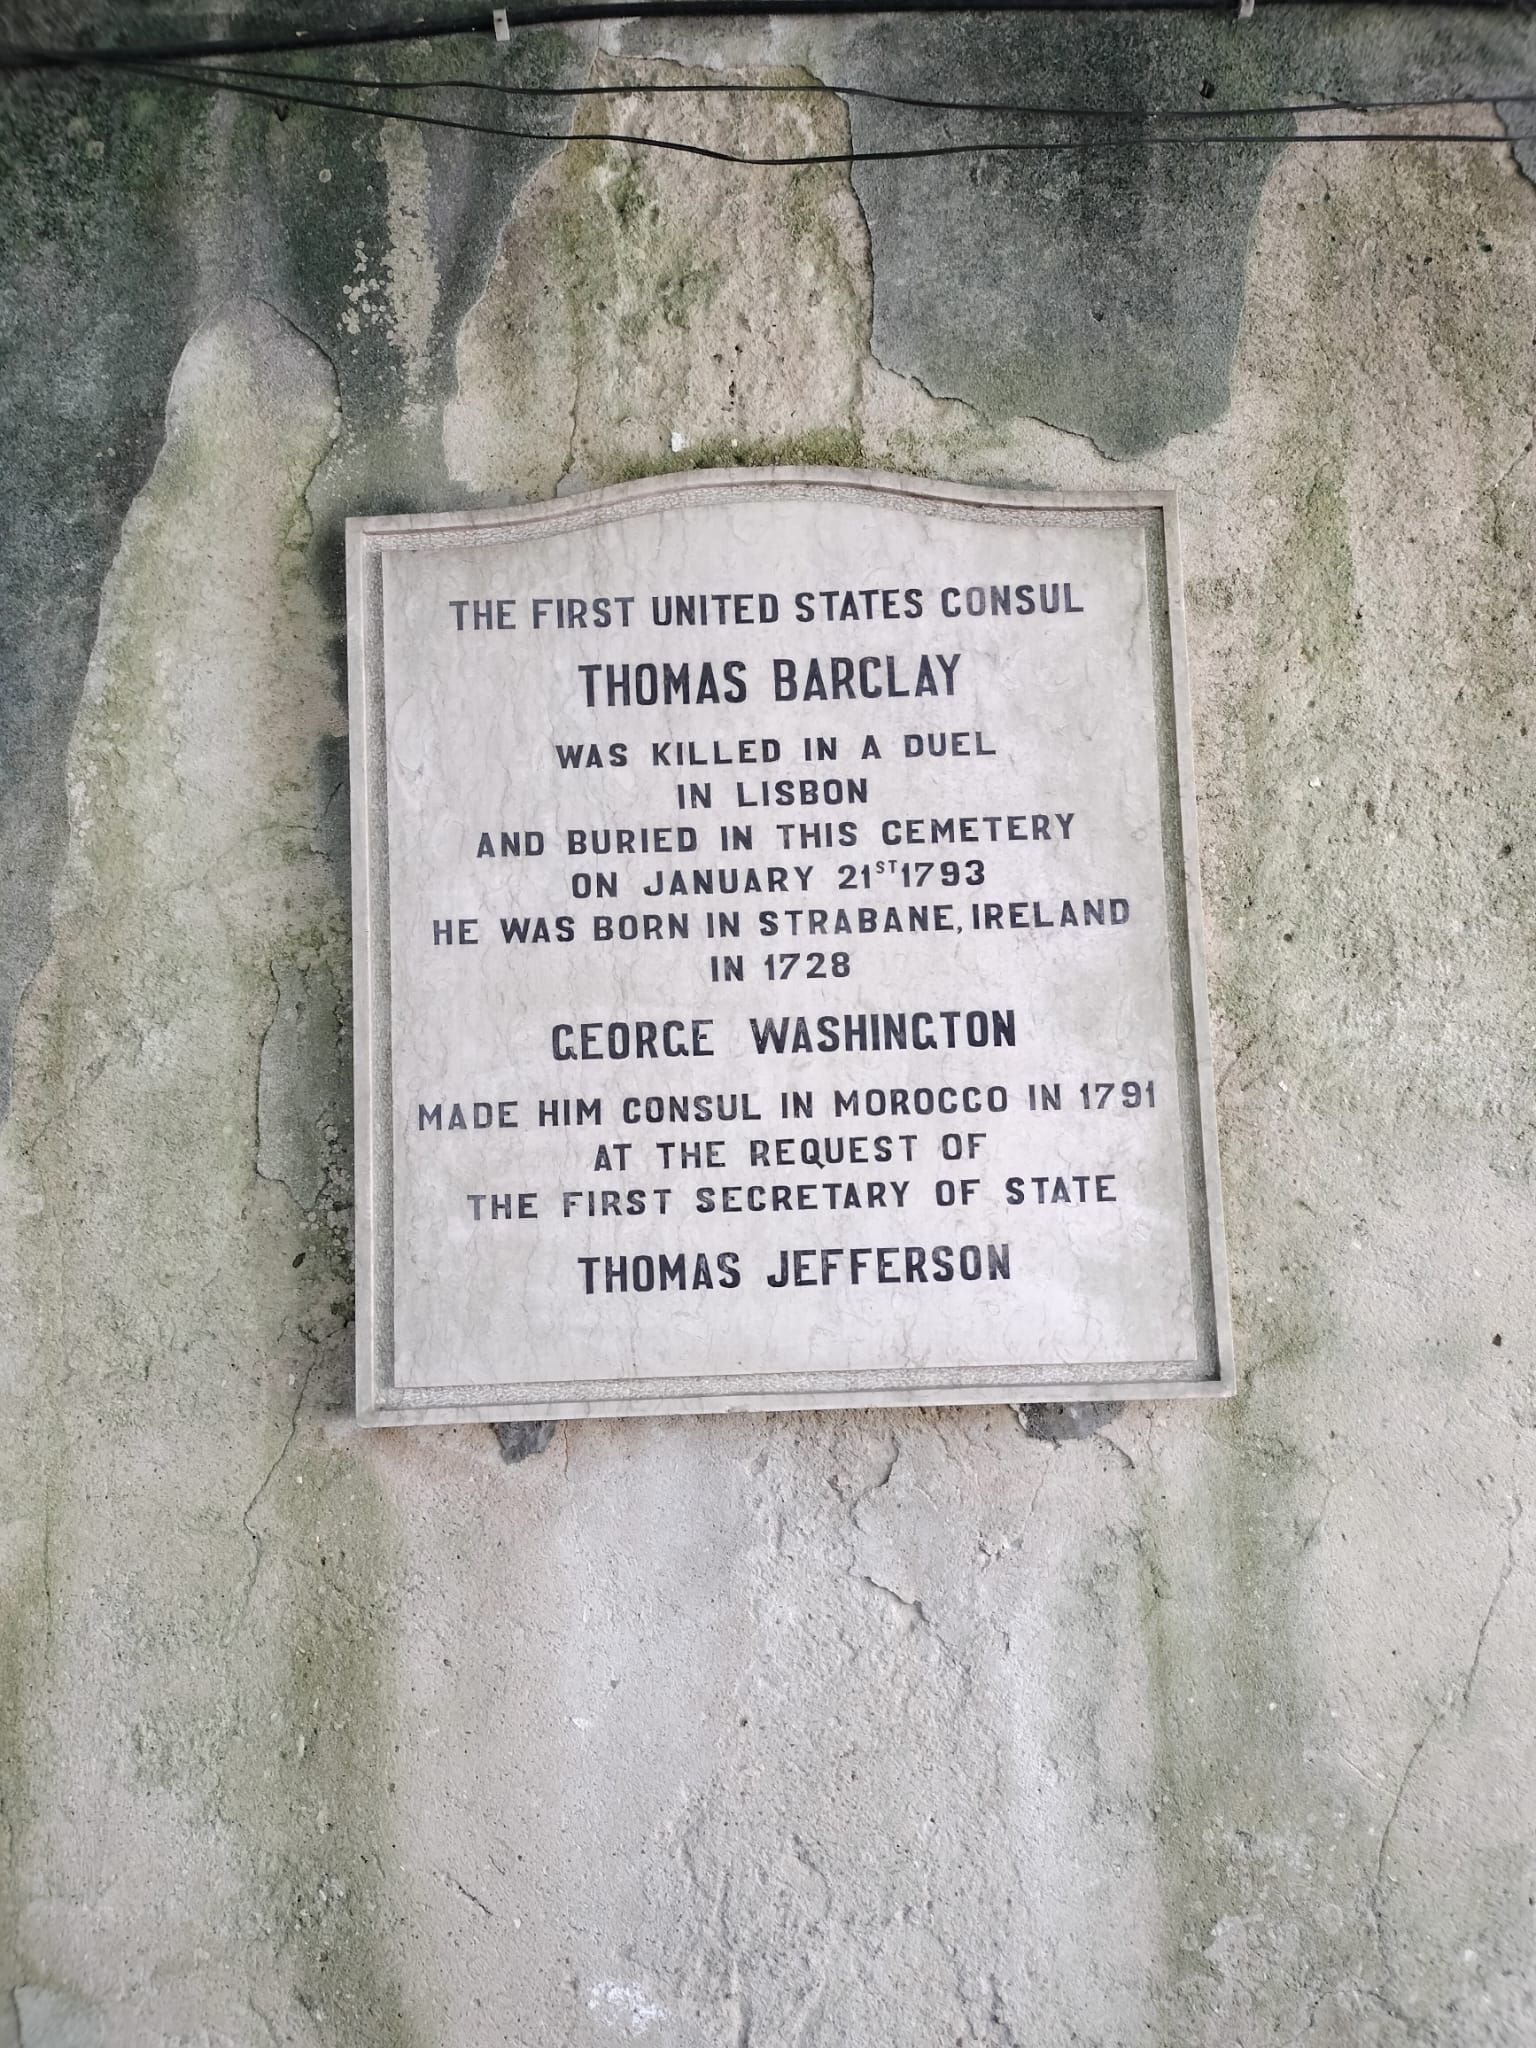 THE FIRST UNITED STATES CONSUL
THOMAS BARCLAY
WAS KILLED IN A DUEL
IN LISBON
AND BURIED IN THIS CEMETERY
ON JANUARY 21ST 1793
HE WAS BORN IN STRABANE, IRELAND
IN 1728
GEORGE WASHINGTON
MADE HIM CONSUL IN MOROCCO IN 1791
AT THE REQUEST OF
THE FIRST SECRETARY OF STATE
THOMAS JEFFERSON